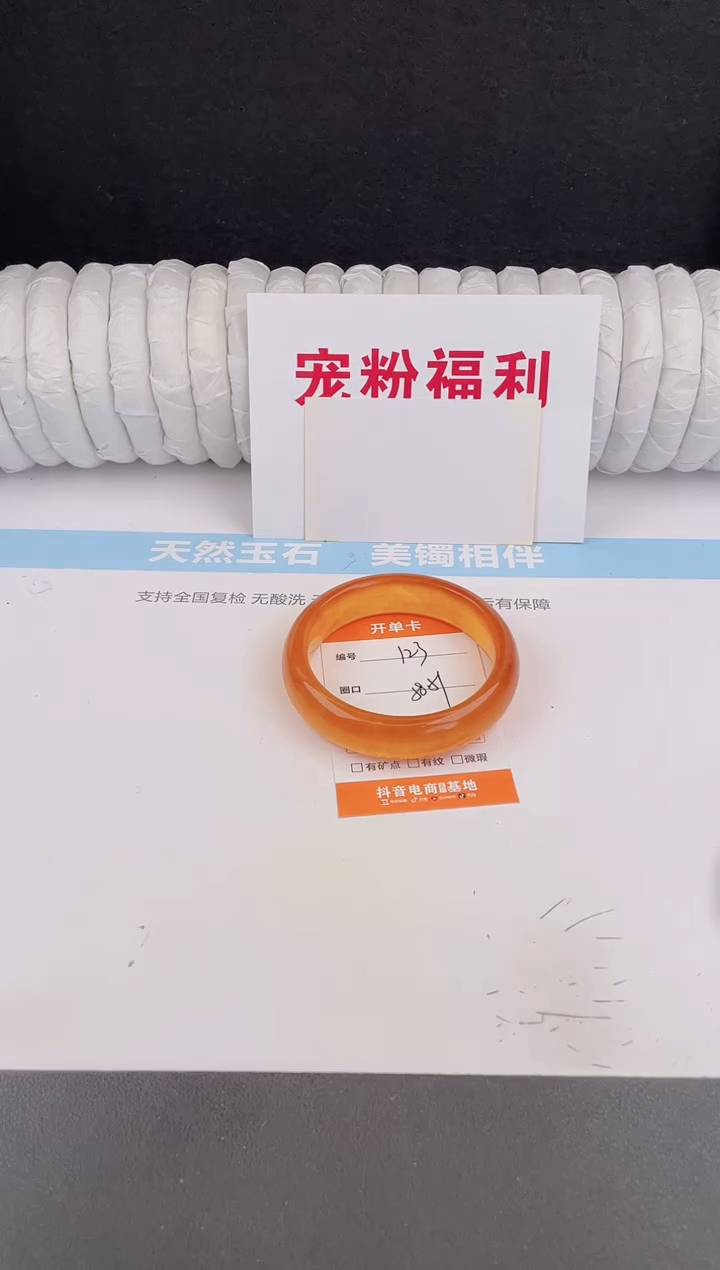 宠粉福利
天然玉石 美镯相伴
支持全国复检 无酸洗
后有保障
开单卡
编号 123
圈口
有矿点 有纹 微瑕
抖音电商 基地